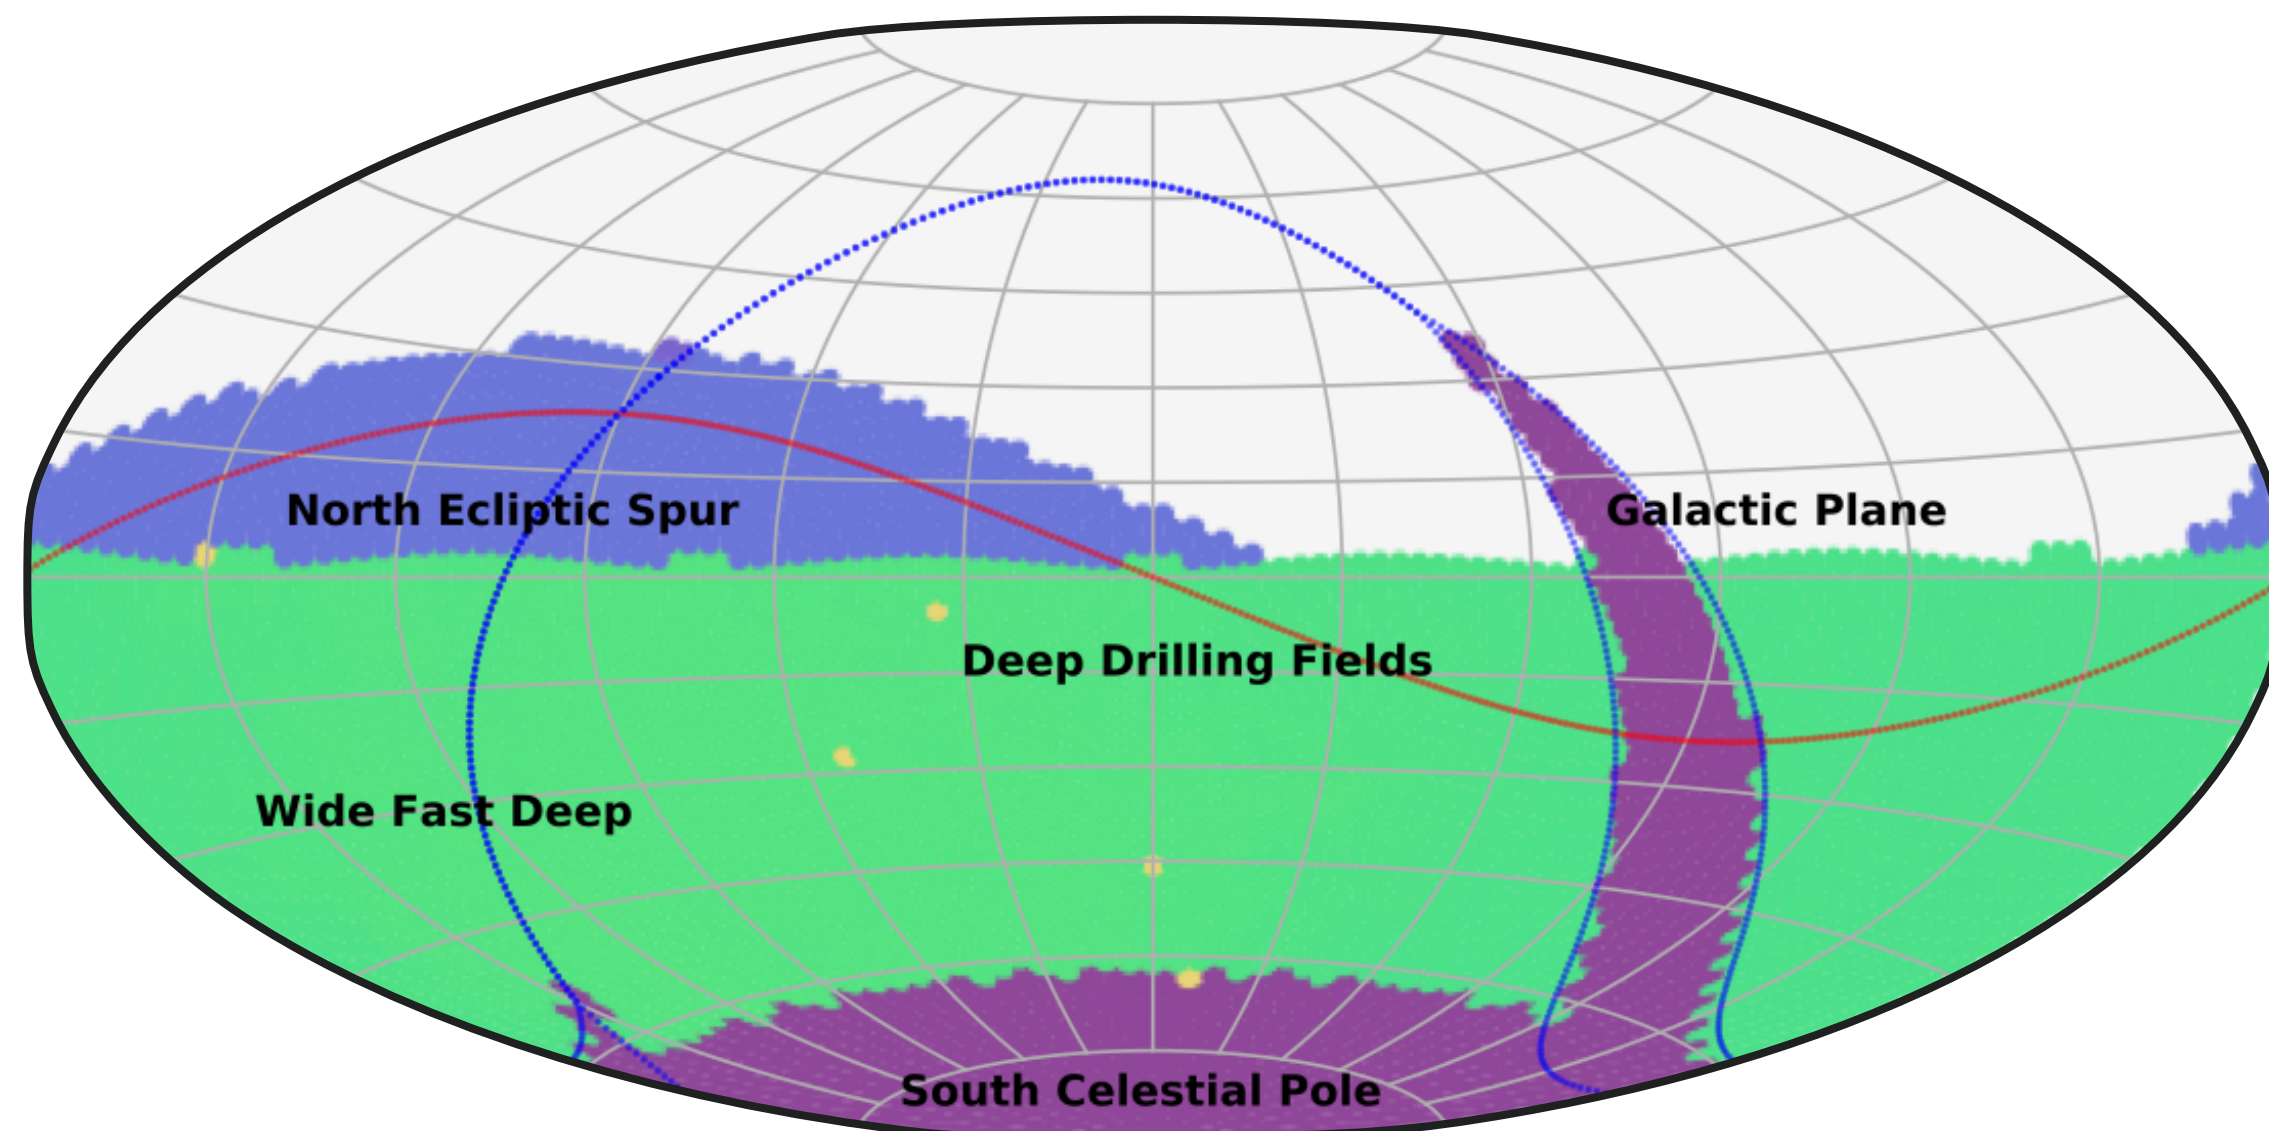 North Ecliptic Spur
Galactic Plane
Deep Drilling Fields
Wide Fast Deep
South Celestial Pole